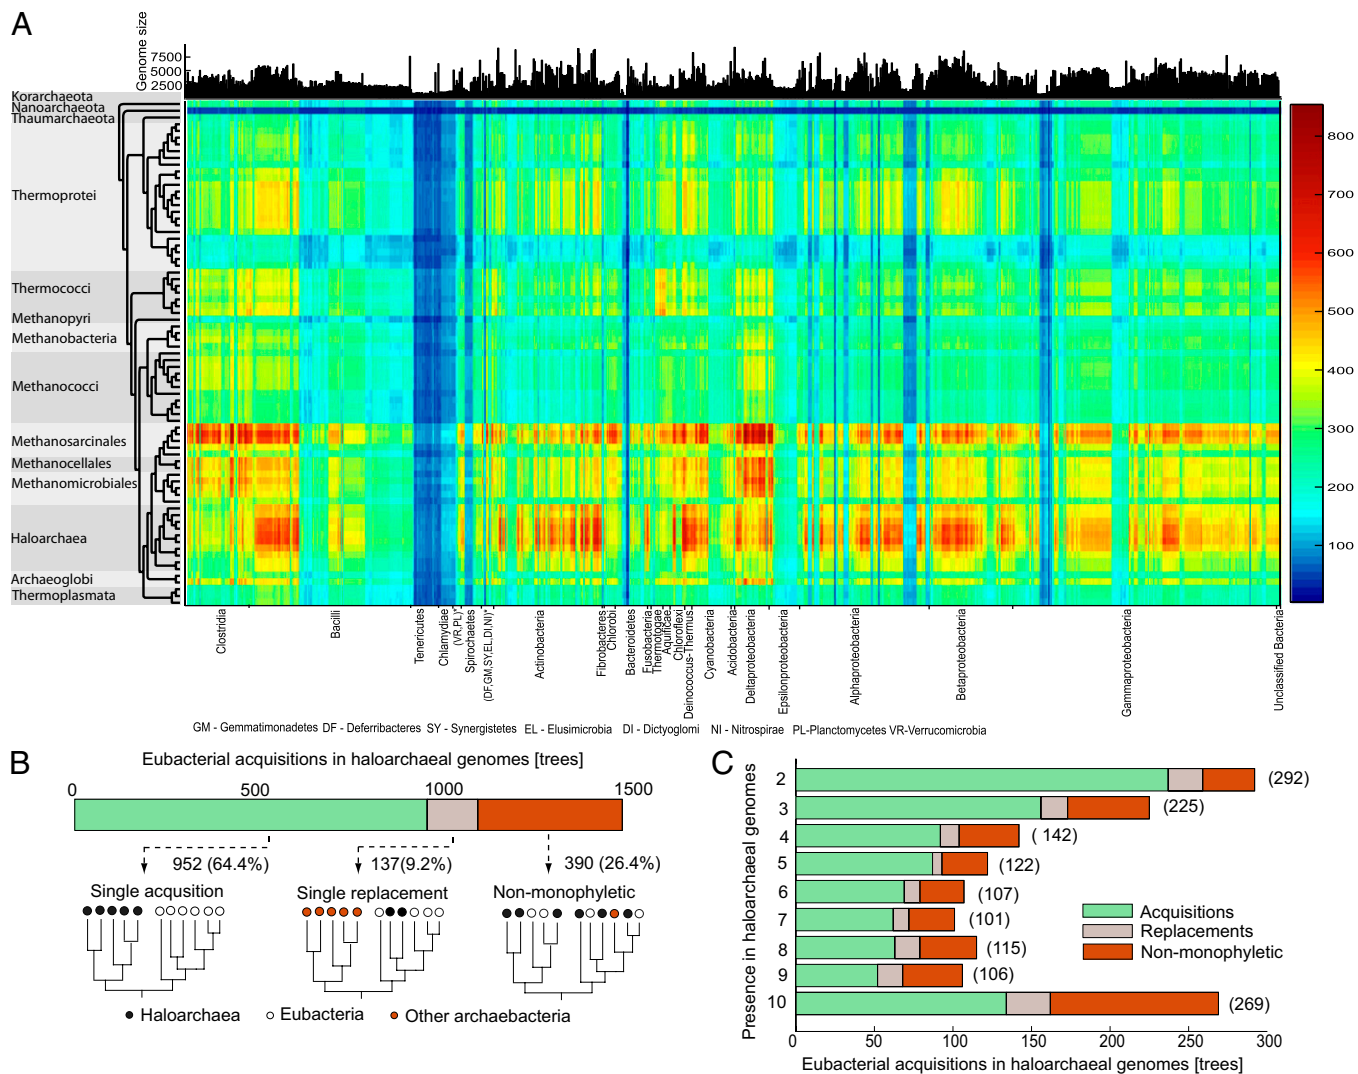 A
Genome size
7500
5000
2500
Korarchaeota
Nanoarchaeota
Thaumarchaeota
Thermoprotei
Thermococci
Methanopyri
Methanobacteria
Methanococci
Methanosarcinales
Methanocellales
Methanomicrobiales
Haloarchaea
Archaeoglobi
Thermoplasmata
800
700
600
500
400
300
200
100
Clostridia
Bacilli
Tenericutes
Chlamydiae
(VR,PL)*
Spirochaetes
(DF,GM,SY,EL,DI,NI)*
Actinobacteria
Fibrobacteres
Chlorobi
Bacteroidetes
Fusobacteria
Thermotogae
Aquificae
Chloroflexi
Deinococcus-Thermus
Cyanobacteria
Acidobacteria
Deltaproteobacteria
Epsilonproteobacteria
Alphaproteobacteria
Betaproteobacteria
Gammaproteobacteria
Unclassified Bacteria
GM - Gemmatimonadetes DF - Deferribacteres SY - Synergistetes EL - Elusimicrobia DI - Dictyoglomi NI - Nitrospirae PL-Planctomycetes VR-Verrucomicrobia
B
Eubacterial acquisitions in haloarchaeal genomes [trees]
0 500 1000 1500
952 (64.4%) 137(9.2%) 390 (26.4%)
Single acqusition Single replacement Non-monophyletic
Haloarchaea Eubacteria Other archaebacteria
C
Presence in haloarchaeal genomes
2 (292)
3 (225)
4 ( 142)
5 (122)
6 (107)
7 (101)
8 (115)
9 (106)
10 (269)
Acquisitions
Replacements
Non-monophyletic
0 50 100 150 200 250 300
Eubacterial acquisitions in haloarchaeal genomes [trees]